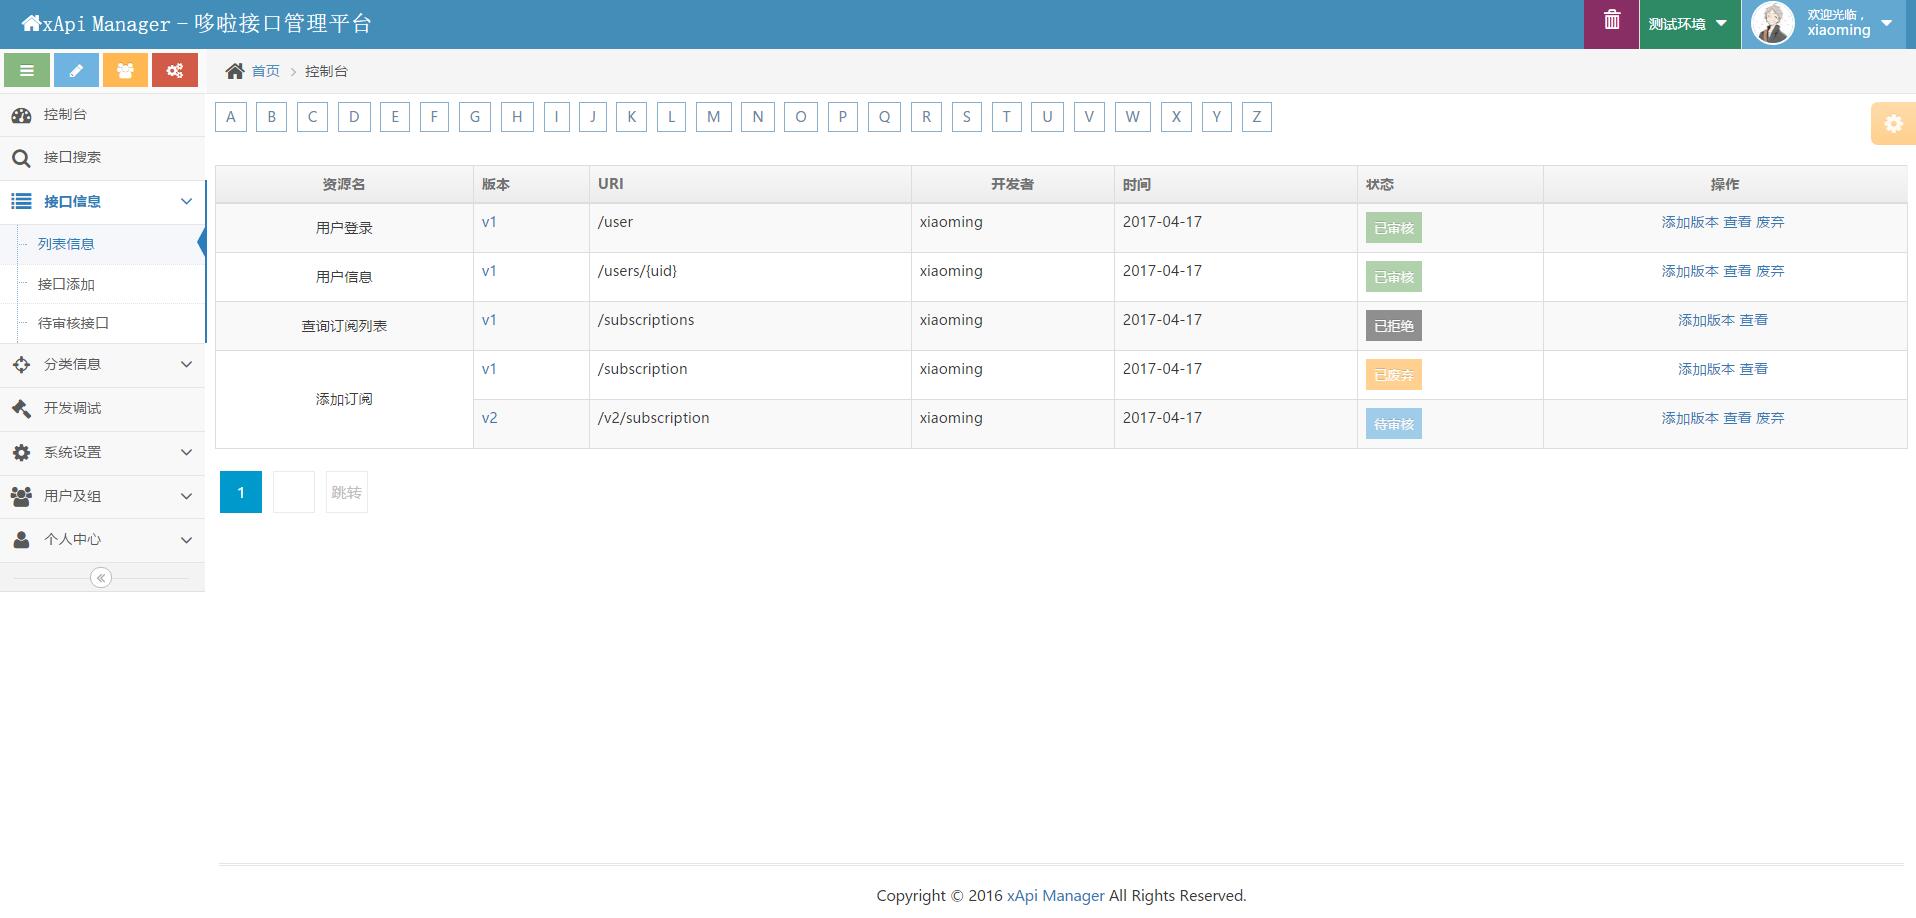 xApi Manager - 哆啦接口管理平台
测试环境
欢迎光临，
xiaoming
首页 控制台
控制台
接口搜索
接口信息
列表信息
接口添加
待审核接口
分类信息
开发调试
系统设置
用户及组
个人中心
A B C D E F G H I J K L M N O P Q R S T U V W X Y Z
资源名 版本 URI 开发者 时间 状态 操作
用户登录 v1 /user xiaoming 2017-04-17 已审核 添加版本 查看 废弃
用户信息 v1 /users/{uid} xiaoming 2017-04-17 已审核 添加版本 查看 废弃
查询订阅列表 v1 /subscriptions xiaoming 2017-04-17 已拒绝 添加版本 查看
添加订阅 v1 /subscription xiaoming 2017-04-17 已废弃 添加版本 查看
v2 /v2/subscription xiaoming 2017-04-17 待审核 添加版本 查看 废弃
1 跳转
Copyright © 2016 xApi Manager All Rights Reserved.